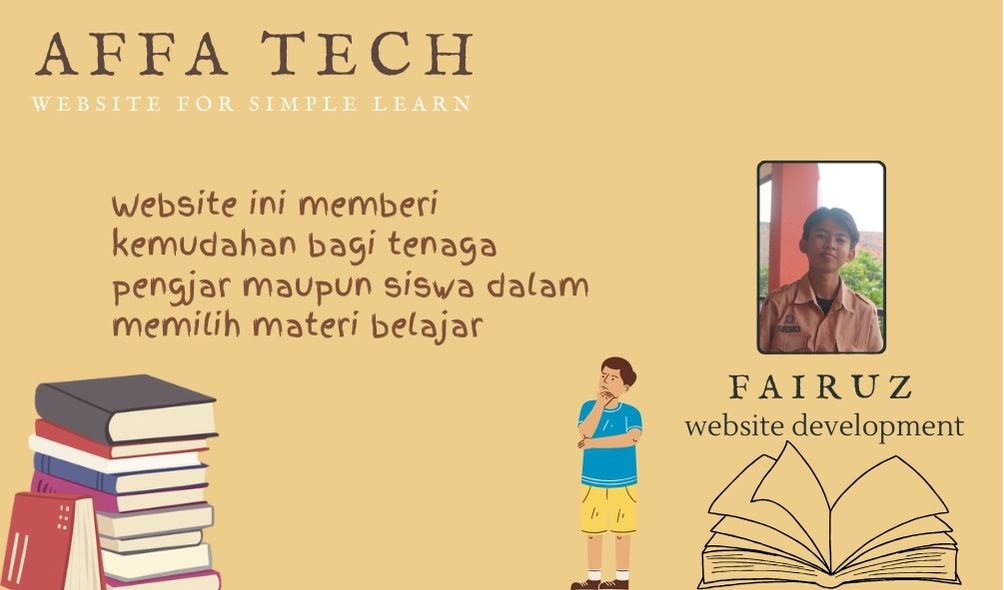 AFFA TECH
WEBSITE FOR SIMPLE LEARN
Website ini memberi
kemudahan bagi tenaga
pengjar maupun siswa dalam
memilih materi belajar
FAIRUZ
website development